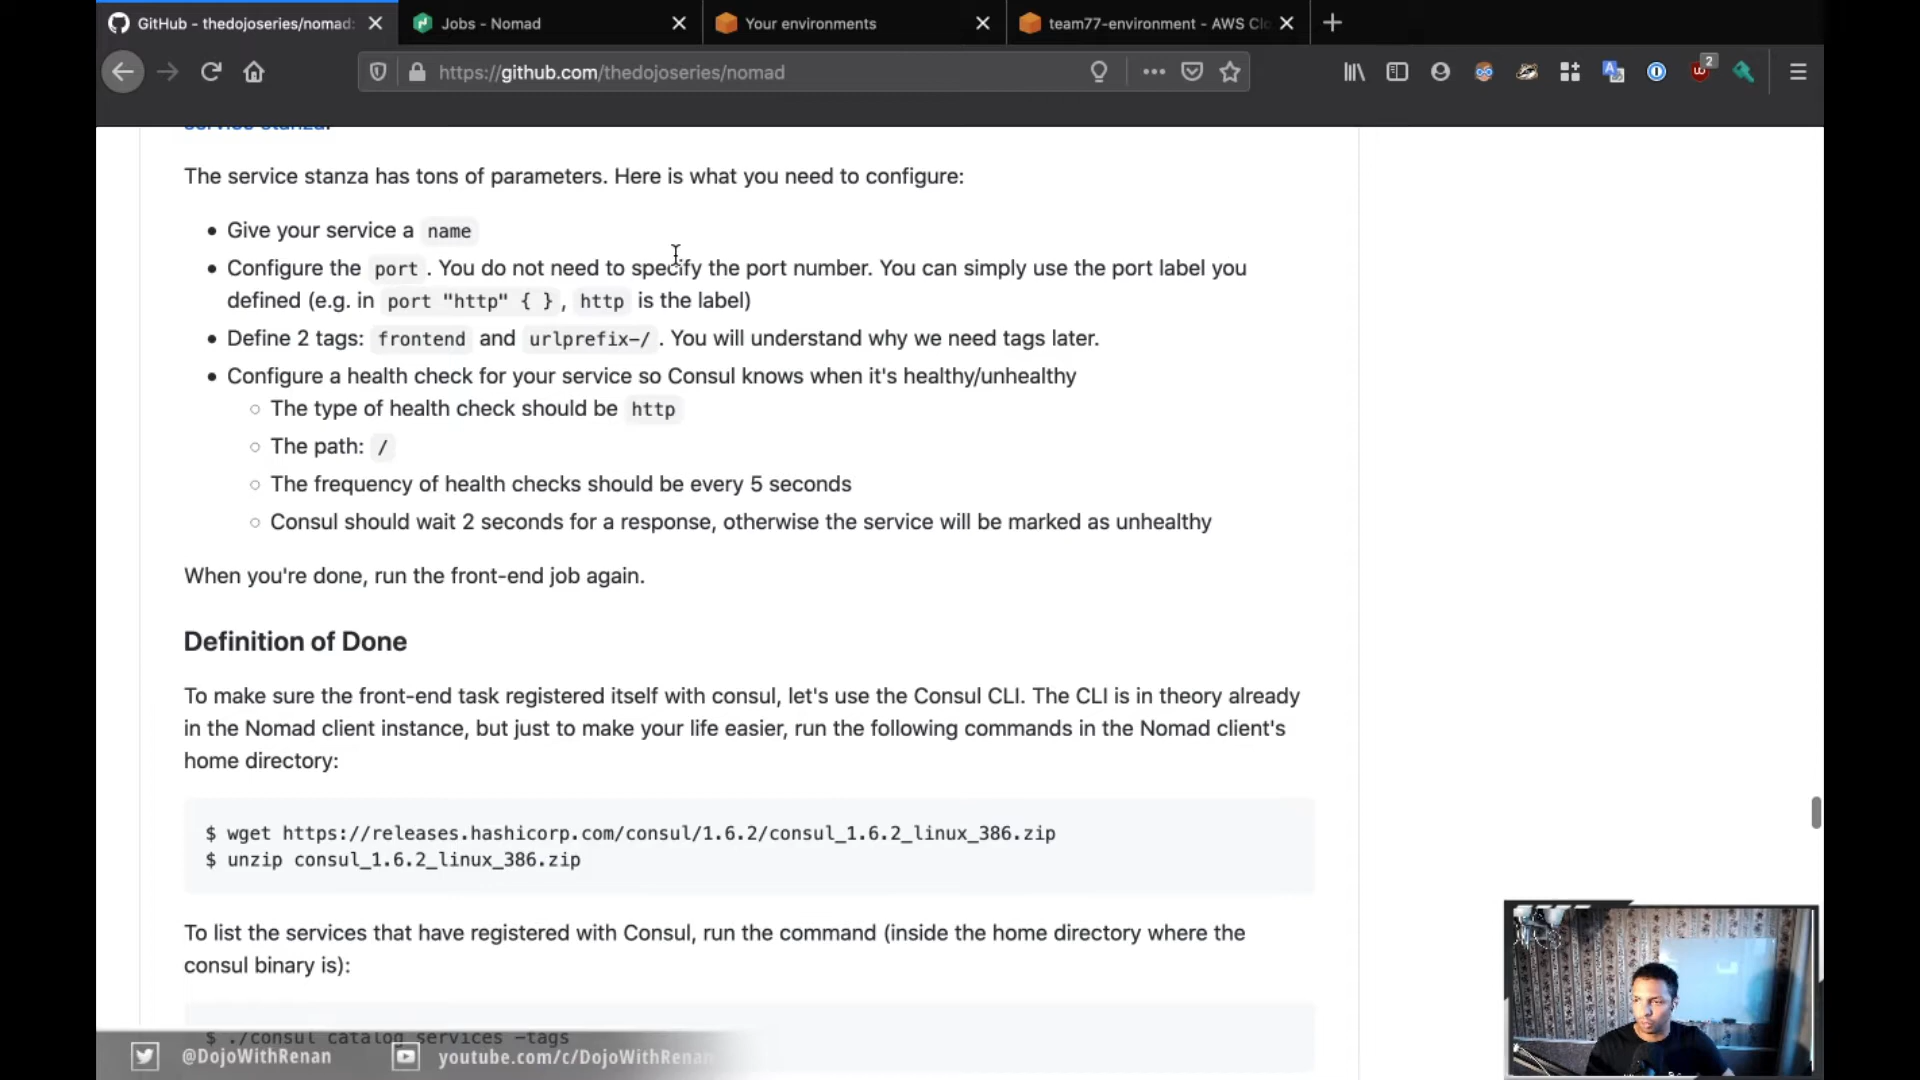 GitHub - thedojoseries/nomad:
Jobs - Nomad
Your environments
team77-environment - AWS Clo
https://github.com/thedojoseries/nomad
2
service stanza.
The service stanza has tons of parameters. Here is what you need to configure:
Give your service a name
Configure the port . You do not need to specify the port number. You can simply use the port label you
defined (e.g. in port "http" { } , http is the label)
Define 2 tags: frontend and urlprefix-/ . You will understand why we need tags later.
Configure a health check for your service so Consul knows when it's healthy/unhealthy
The type of health check should be http
The path: /
The frequency of health checks should be every 5 seconds
Consul should wait 2 seconds for a response, otherwise the service will be marked as unhealthy
When you're done, run the front-end job again.
Definition of Done
To make sure the front-end task registered itself with consul, let's use the Consul CLI. The CLI is in theory already
in the Nomad client instance, but just to make your life easier, run the following commands in the Nomad client's
home directory:
$ wget https://releases.hashicorp.com/consul/1.6.2/consul_1.6.2_linux_386.zip
$ unzip consul_1.6.2_linux_386.zip
To list the services that have registered with Consul, run the command (inside the home directory where the
consul binary is):
$ ./consul catalog services -tags
@DojoWithRenan
youtube.com/c/DojoWithRenan